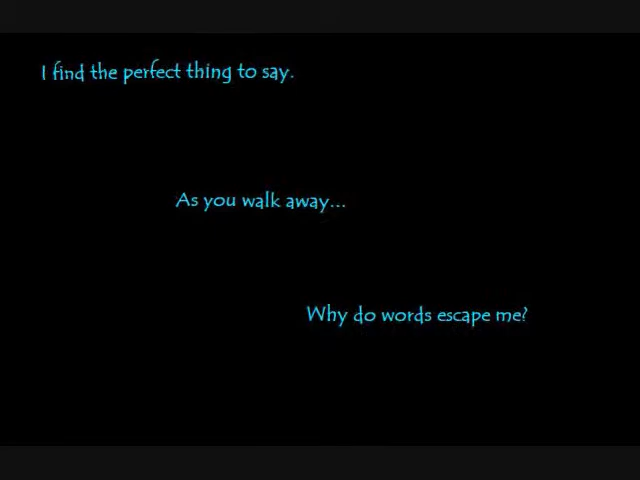 I find the perfect thing to say.
As you walk away...
Why do words escape me?